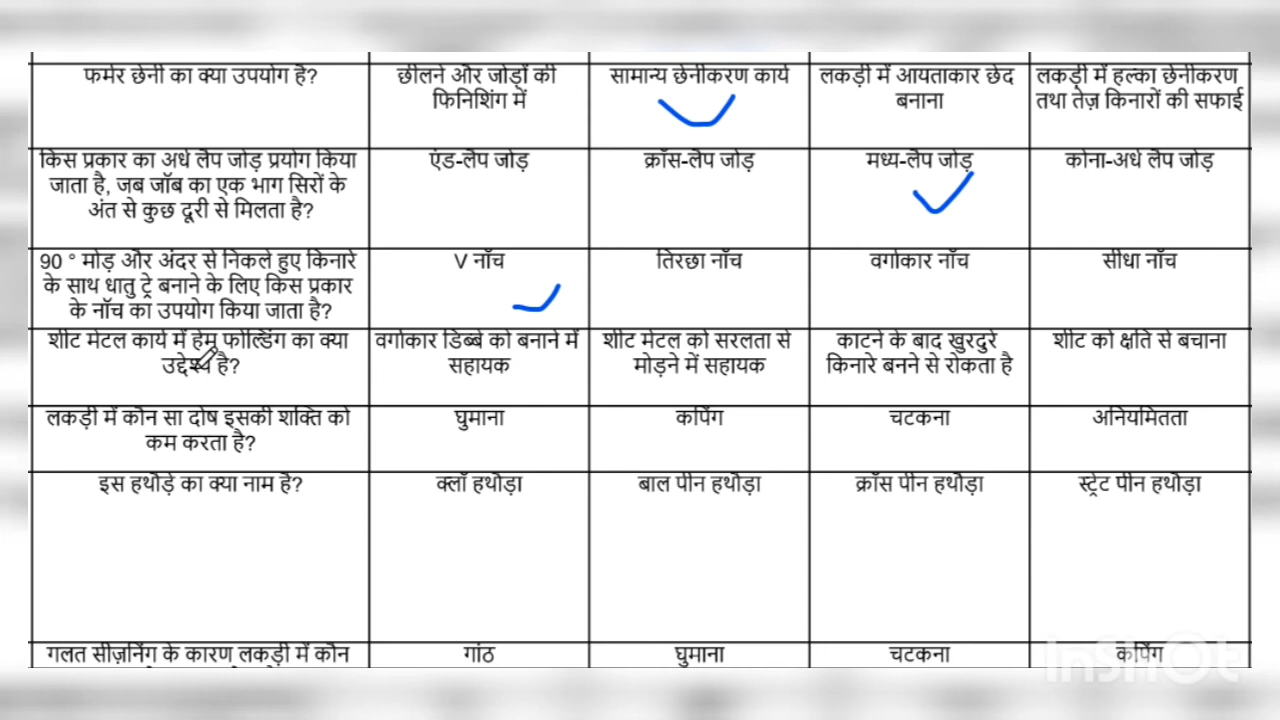 फर्मर छेनी का क्या उपयोग है?
छीलने और जोड़ों की
फिनिशिंग में
सामान्य छेनीकरण कार्य
लकड़ी में आयताकार छेद
बनाना
लकड़ी में हल्का छेनीकरण
तथा तेज़ किनारों की सफाई
किस प्रकार का अर्ध लैप जोड़ प्रयोग किया
जाता है, जब जॉब का एक भाग सिरों के
अंत से कुछ दूरी से मिलता है?
एंड-लैप जोड़
क्रॉस-लैप जोड़
मध्य-लैप जोड़
कोना-अर्ध लैप जोड़
90 ° मोड़ और अंदर से निकले हुए किनारे
के साथ धातु ट्रे बनाने के लिए किस प्रकार
के नॉच का उपयोग किया जाता है?
V नॉच
तिरछा नॉच
वर्गाकार नॉच
सीधा नॉच
शीट मेटल कार्य में हेम फोल्डिंग का क्या
उद्देश्य है?
वर्गाकार डिब्बे को बनाने में
सहायक
शीट मेटल को सरलता से
मोड़ने में सहायक
काटने के बाद खुरदुरे
किनारे बनने से रोकता है
शीट को क्षति से बचाना
लकड़ी में कौन सा दोष इसकी शक्ति को
कम करता है?
घुमाना
कपिंग
चटकना
अनियमितता
इस हथौड़े का क्या नाम है?
क्लॉ हथौड़ा
बाल पीन हथौड़ा
क्रॉस पीन हथौड़ा
स्ट्रेट पीन हथौड़ा
गलत सीज़निंग के कारण लकड़ी में कौन
गांठ
घुमाना
चटकना
कपिंग
InShOt